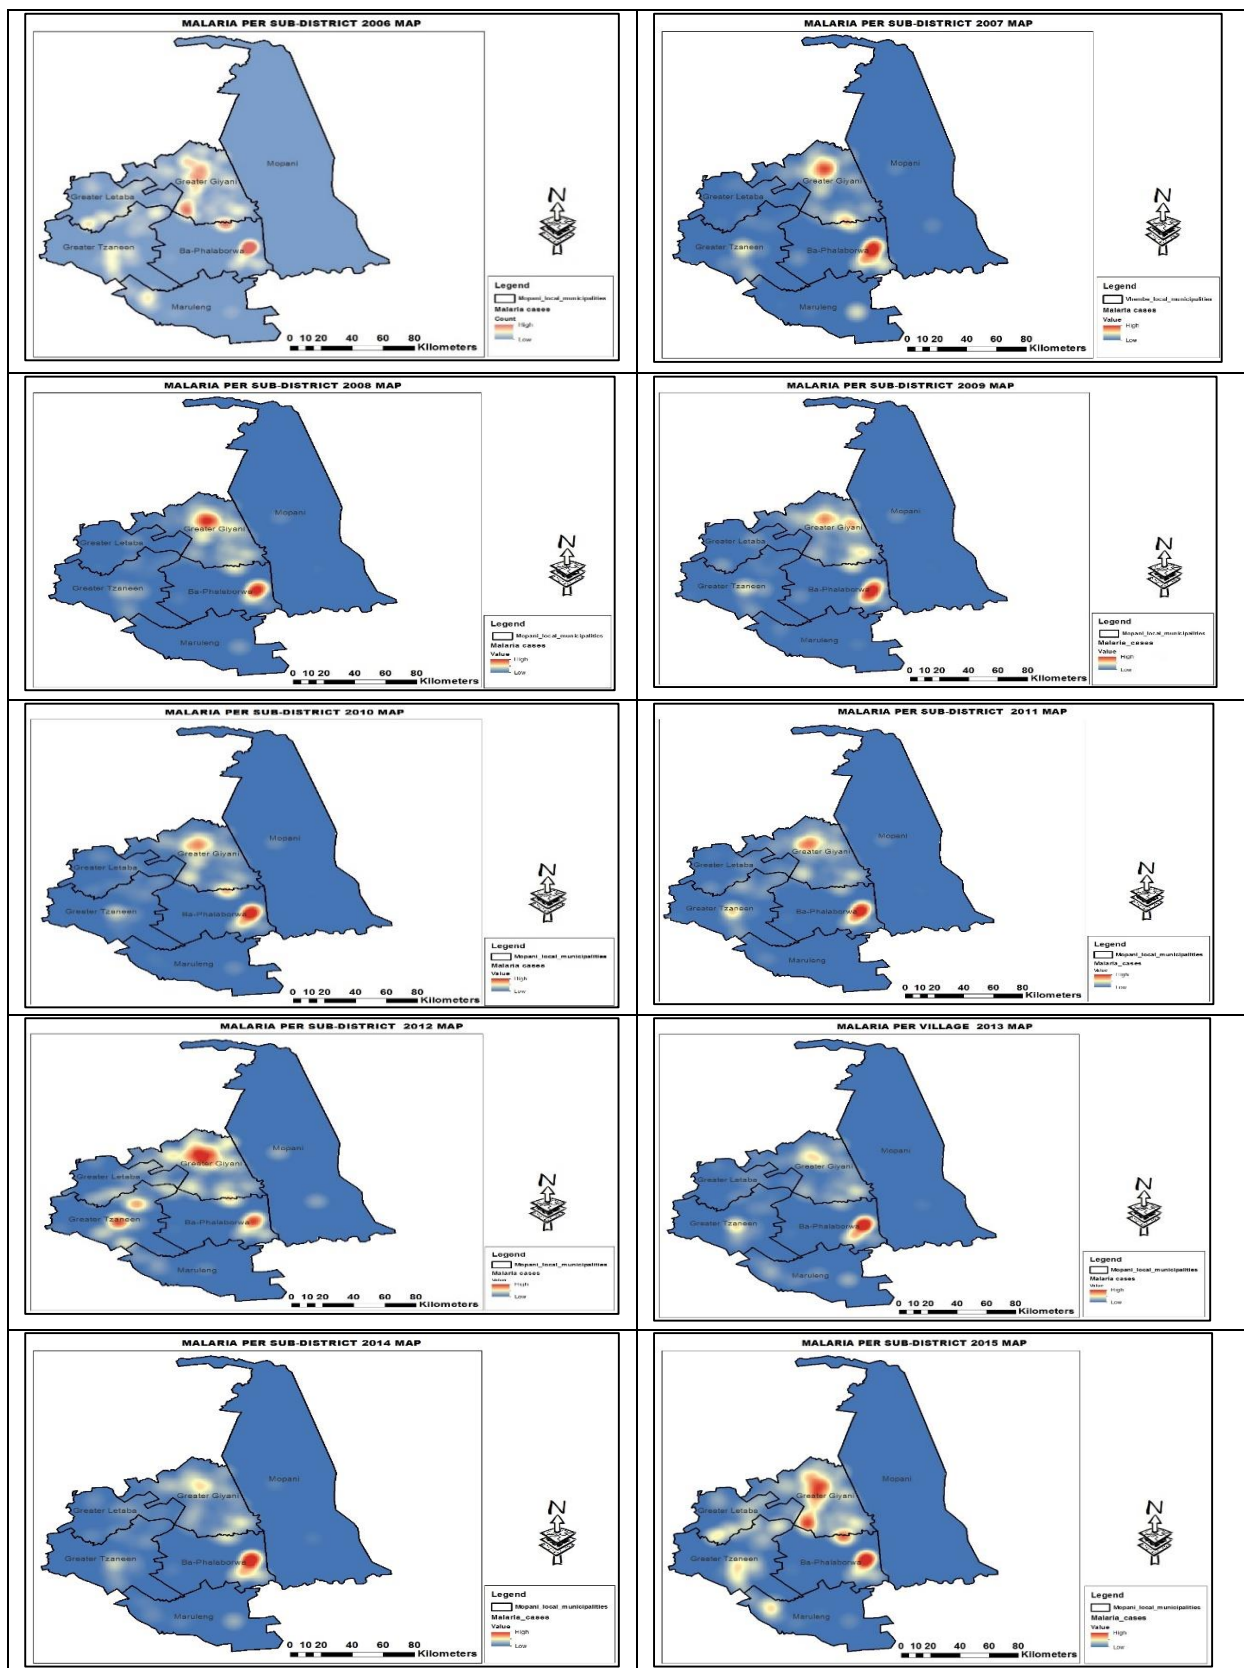 MALARIA PER SUB-DISTRICT 2006 MAP
Mopani
Greater Giyani
Greater Letaba
Greater Tzaneen
Ba-Phalaborwa
Maruleng
N
Legend
Mopani_local_municipalities
Malaria cases
Count
High
Low
0 10 20 40 60 80
Kilometers
MALARIA PER SUB-DISTRICT 2007 MAP
Mopani
Greater Giyani
Greater Letaba
Greater Tzaneen
Ba-Phalaborwa
Maruleng
N
Legend
Vhembe_local_municipalities
Malaria cases
Value
High
Low
0 10 20 40 60 80
Kilometers
MALARIA PER SUB-DISTRICT 2008 MAP
Mopani
Greater Giyani
Greater Letaba
Greater Tzaneen
Ba-Phalaborwa
Maruleng
N
Legend
Mopani_local_municipalities
Malaria cases
Value
High
Low
0 10 20 40 60 80
Kilometers
MALARIA PER SUB-DISTRICT 2009 MAP
Mopani
Greater Giyani
Greater Letaba
Greater Tzaneen
Ba-Phalaborwa
Maruleng
N
Legend
Mopani_local_municipalities
Malaria_cases
Value
High
Low
0 10 20 40 60 80
Kilometers
MALARIA PER SUB-DISTRICT 2010 MAP
Mopani
Greater Giyani
Greater Letaba
Greater Tzaneen
Ba-Phalaborwa
Maruleng
N
Legend
Mopani_local_municipalities
Malaria cases
Value
High
Low
0 10 20 40 60 80
Kilometers
MALARIA PER SUB-DISTRICT 2011 MAP
Mopani
Greater Giyani
Greater Letaba
Greater Tzaneen
Ba-Phalaborwa
Maruleng
N
Legend
Mopani_local_municipalities
Malaria_cases
Value
High
Low
0 10 20 40 60 80
Kilometers
MALARIA PER SUB-DISTRICT 2012 MAP
Mopani
Greater Giyani
Greater Letaba
Greater Tzaneen
Ba-Phalaborwa
Maruleng
N
Legend
Mopani_local_municipalities
Malaria cases
Value
High
Low
0 10 20 40 60 80
Kilometers
MALARIA PER VILLAGE 2013 MAP
Mopani
Greater Giyani
Greater Letaba
Greater Tzaneen
Ba-Phalaborwa
Maruleng
N
Legend
Mopani_local_municipalities
Malaria cases
Value
High
Low
0 10 20 40 60 80
Kilometers
MALARIA PER SUB-DISTRICT 2014 MAP
Mopani
Greater Giyani
Greater Letaba
Greater Tzaneen
Ba-Phalaborwa
Maruleng
N
Legend
Mopani_local_municipalities
Malaria_cases
Value
High
Low
0 10 20 40 60 80
Kilometers
MALARIA PER SUB-DISTRICT 2015 MAP
Mopani
Greater Giyani
Greater Letaba
Greater Tzaneen
Ba-Phalaborwa
Maruleng
N
Legend
Mopani_local_municipalities
Malaria_cases
Value
High
Low
0 10 20 40 60 80
Kilometers